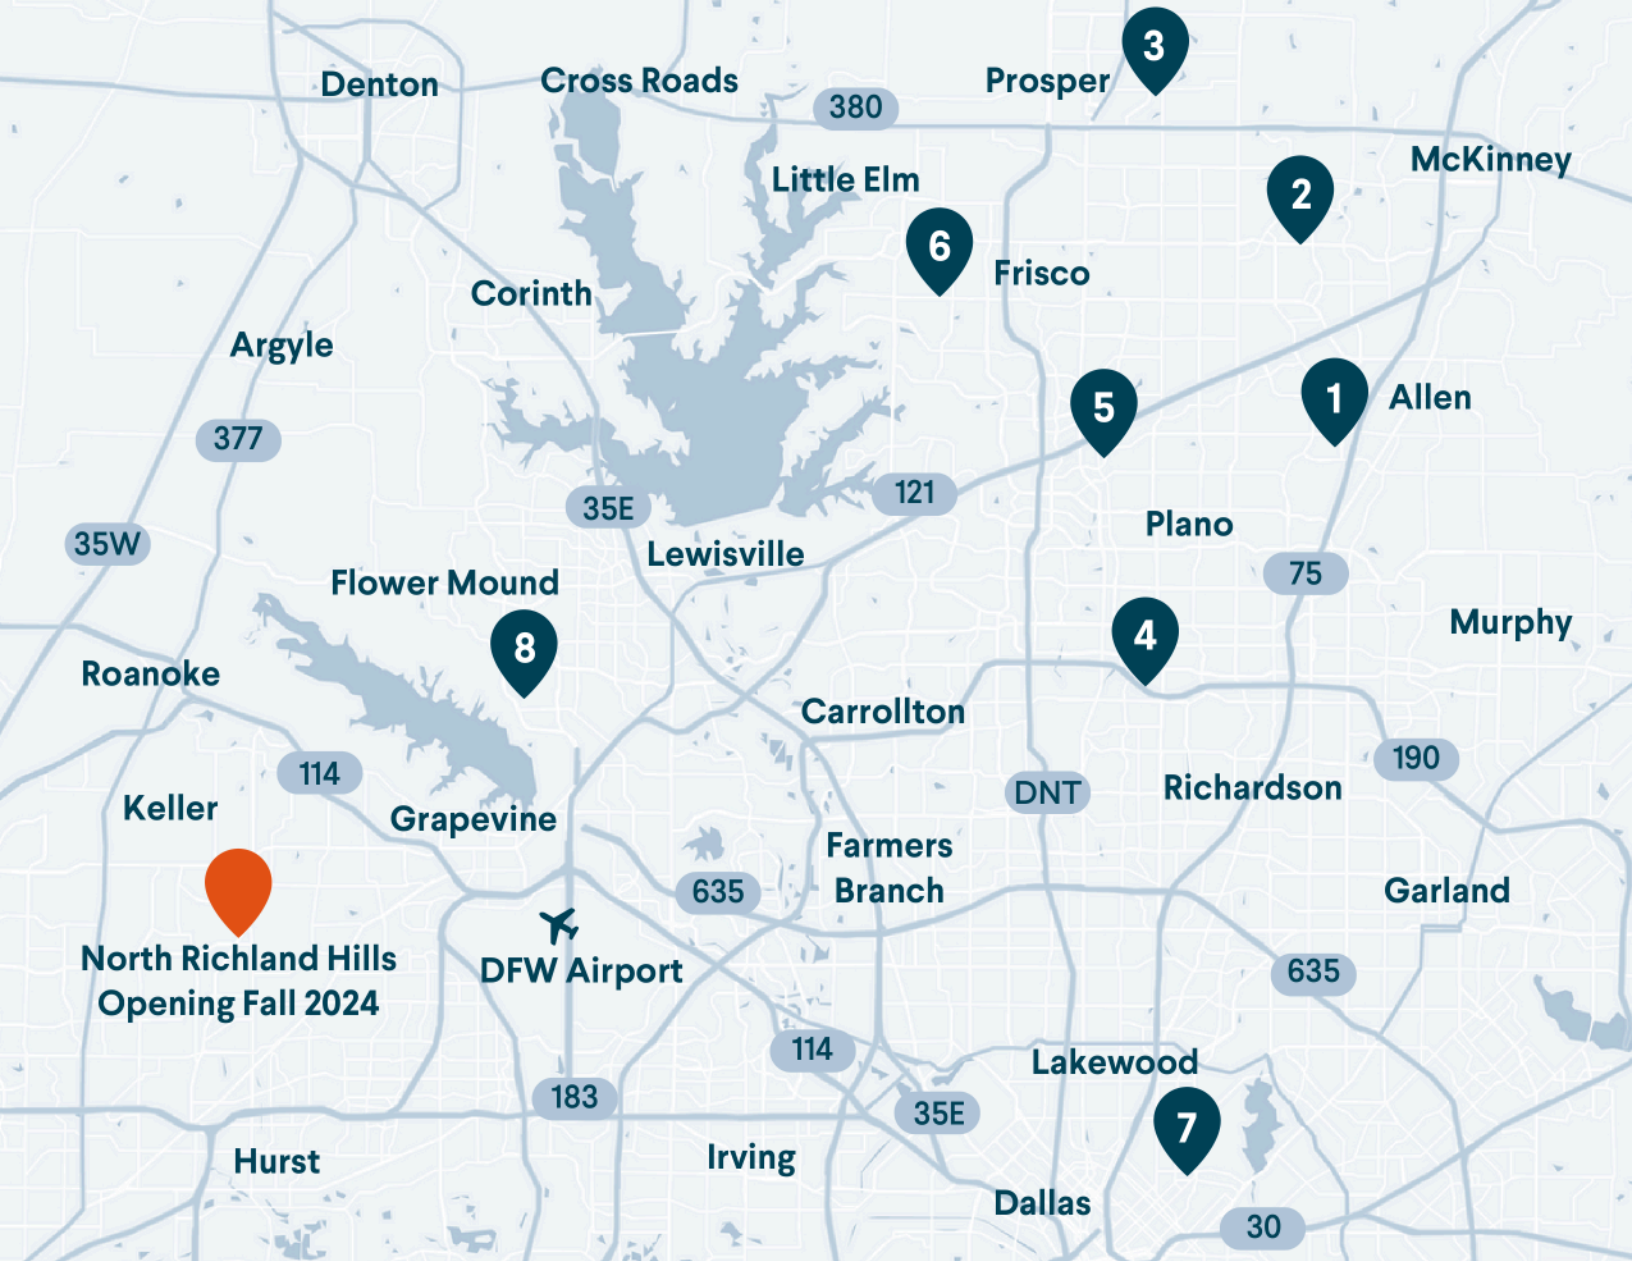 3
Denton
Cross Roads
Prosper
380
McKinney
Little Elm
2
6
Frisco
Corinth
Argyle
5
1
Allen
377
121
35E
Plano
35W
Lewisville
75
Flower Mound
Murphy
4
8
Roanoke
Carrollton
190
114
DNT
Richardson
Keller
Grapevine
Farmers
Branch
635
Garland
North Richland Hills
Opening Fall 2024
DFW Airport
635
114
Lakewood
183
35E
7
Hurst
Irving
Dallas
30